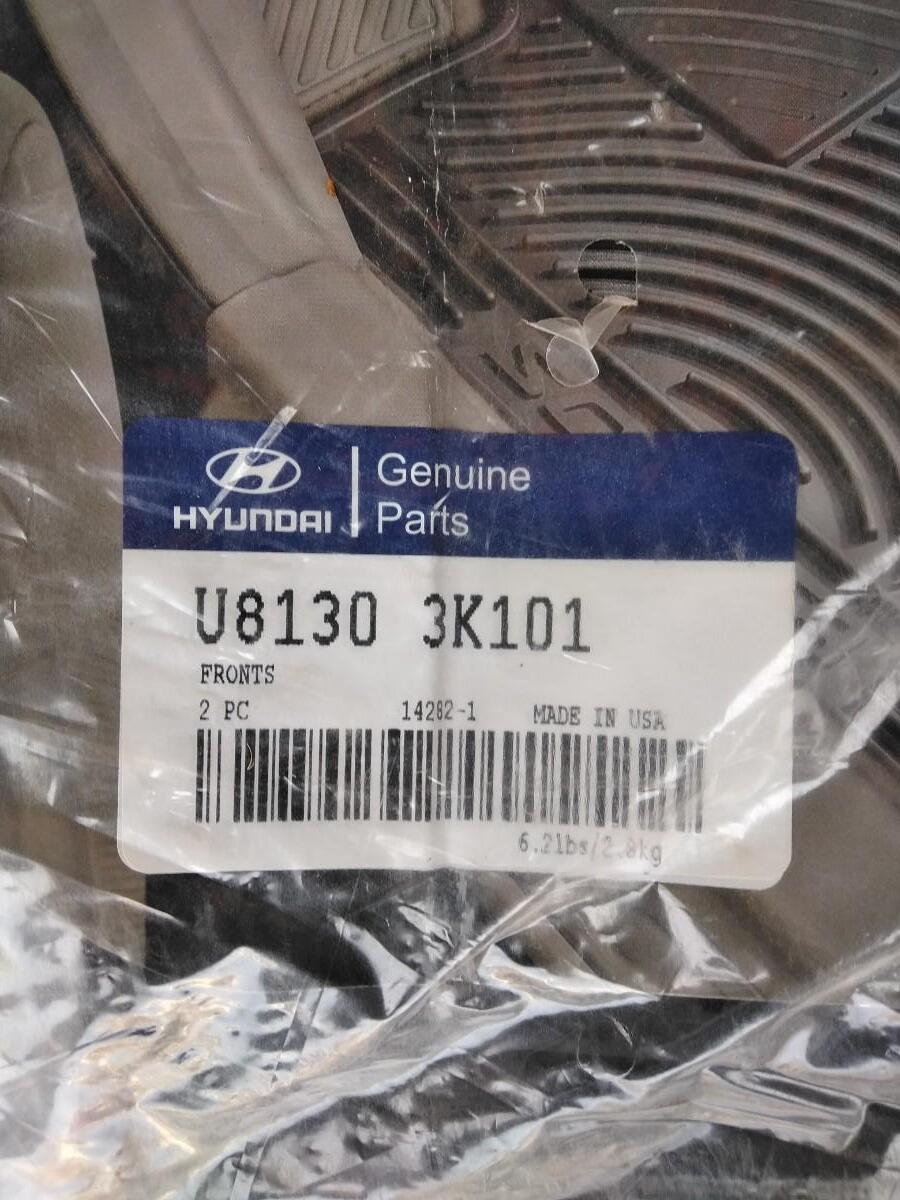 HYUNDAI
Genuine
Parts
U8130 3K101
FRONTS
2 PC 14282-1 MADE IN USA
6.2lbs/2.8kg